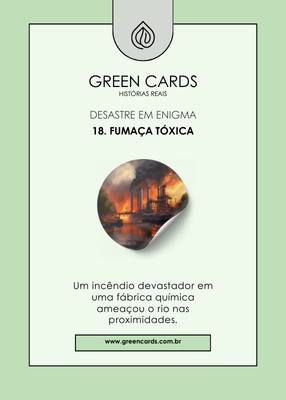 GREEN CARDS
HISTÓRIAS REAIS
DESASTRE EM ENIGMA
18. FUMAÇA TÓXICA
Um incêndio devastador em
uma fábrica química
ameaçou o rio nas
proximidades.
www.greencards.com.br